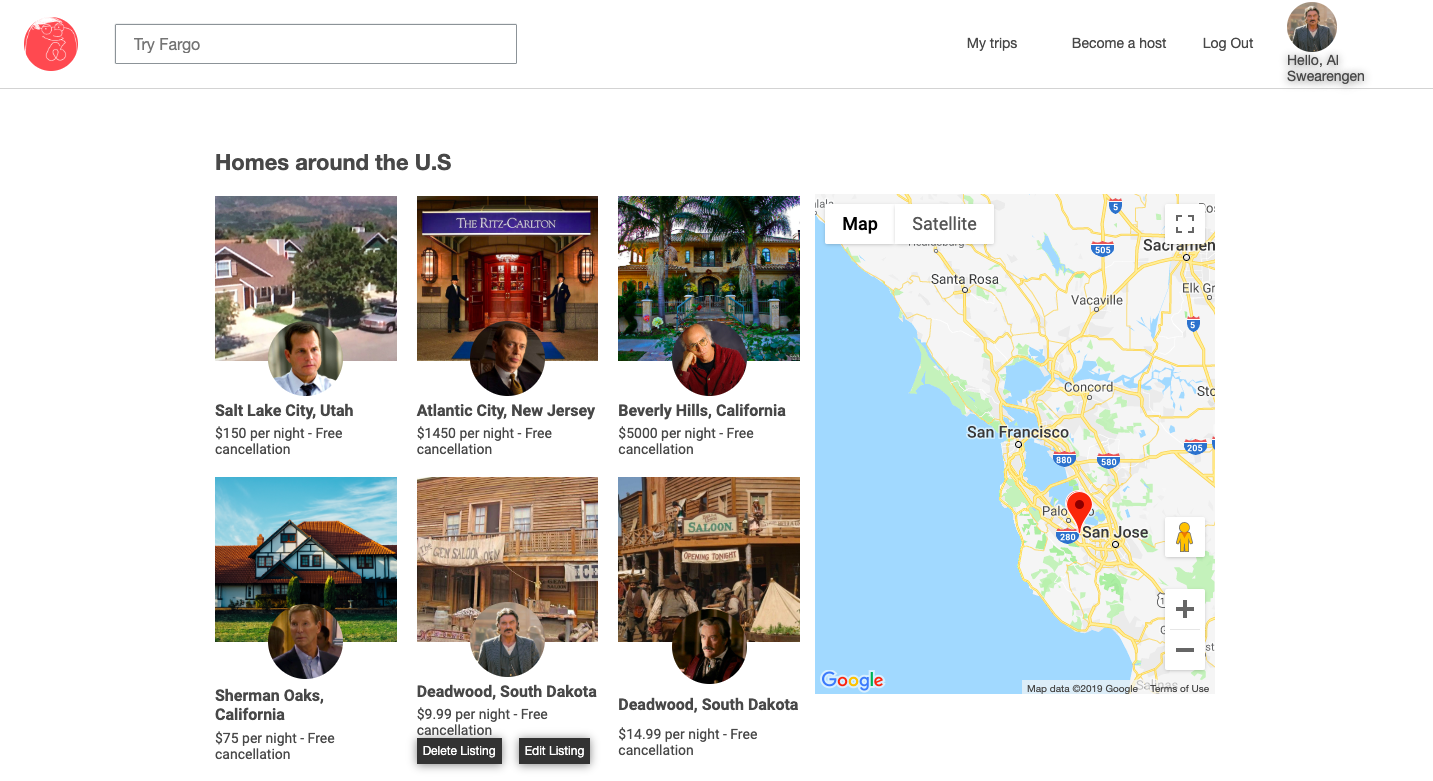 Try Fargo
My trips
Become a host
Log Out
Hello, Al
Swearengen
Homes around the U.S
THE RITZ-CARLTON
Salt Lake City, Utah
$150 per night - Free
cancellation
Atlantic City, New Jersey
$1450 per night - Free
cancellation
Beverly Hills, California
$5000 per night - Free
cancellation
GEM SALOON OPEN
ICE
SALOON.
OPENING TONIGHT
Sherman Oaks,
California
$75 per night - Free
cancellation
Deadwood, South Dakota
$9.99 per night - Free
cancellation
Delete Listing
Edit Listing
Deadwood, South Dakota
$14.99 per night - Free
cancellation
Map
Satellite
5
505
Sacramen
Santa Rosa
Elk Gr
Vacaville
5
Concord
Sto
San Francisco
205
880
580
Palo
280
San Jose
1
Google
Map data ©2019 Google
Terms of Use